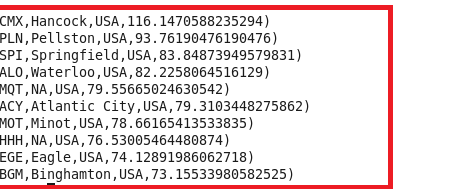 CMX,Hancock,USA,116.1470588235294)
PLN,Pellston,USA,93.76190476190476)
SPI,Springfield,USA,83.84873949579831)
ALO,Waterloo,USA,82.2258064516129)
MQT,NA,USA,79.55665024630542)
ACY,Atlantic City,USA,79.3103448275862)
MOT,Minot,USA,78.66165413533835)
HHH,NA,USA,76.53005464480874)
EGE,Eagle,USA,74.12891986062718)
BGM,Binghamton,USA,73.15533980582525)